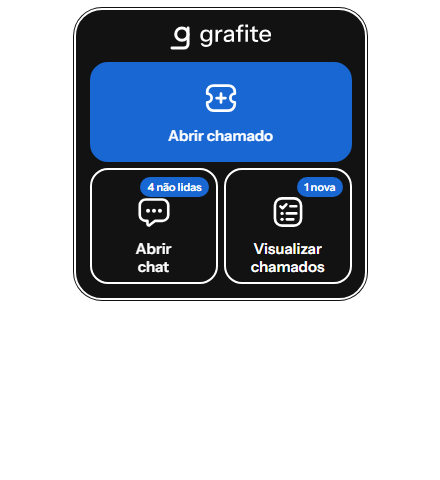 g grafite
Abrir chamado
4 não lidas
1 nova
Abrir
chat
Visualizar
chamados